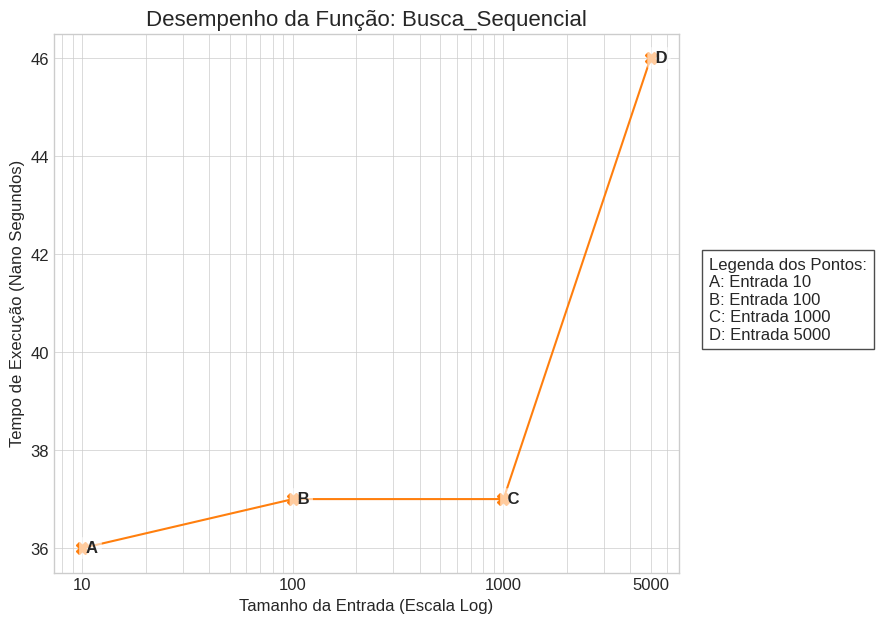 Desempenho da Função: Busca_Sequencial
Tempo de Execução (Nano Segundos)
46
44
42
40
38
36
D
B
C
A
10
100
1000
5000
Tamanho da Entrada (Escala Log)
Legenda dos Pontos:
A: Entrada 10
B: Entrada 100
C: Entrada 1000
D: Entrada 5000